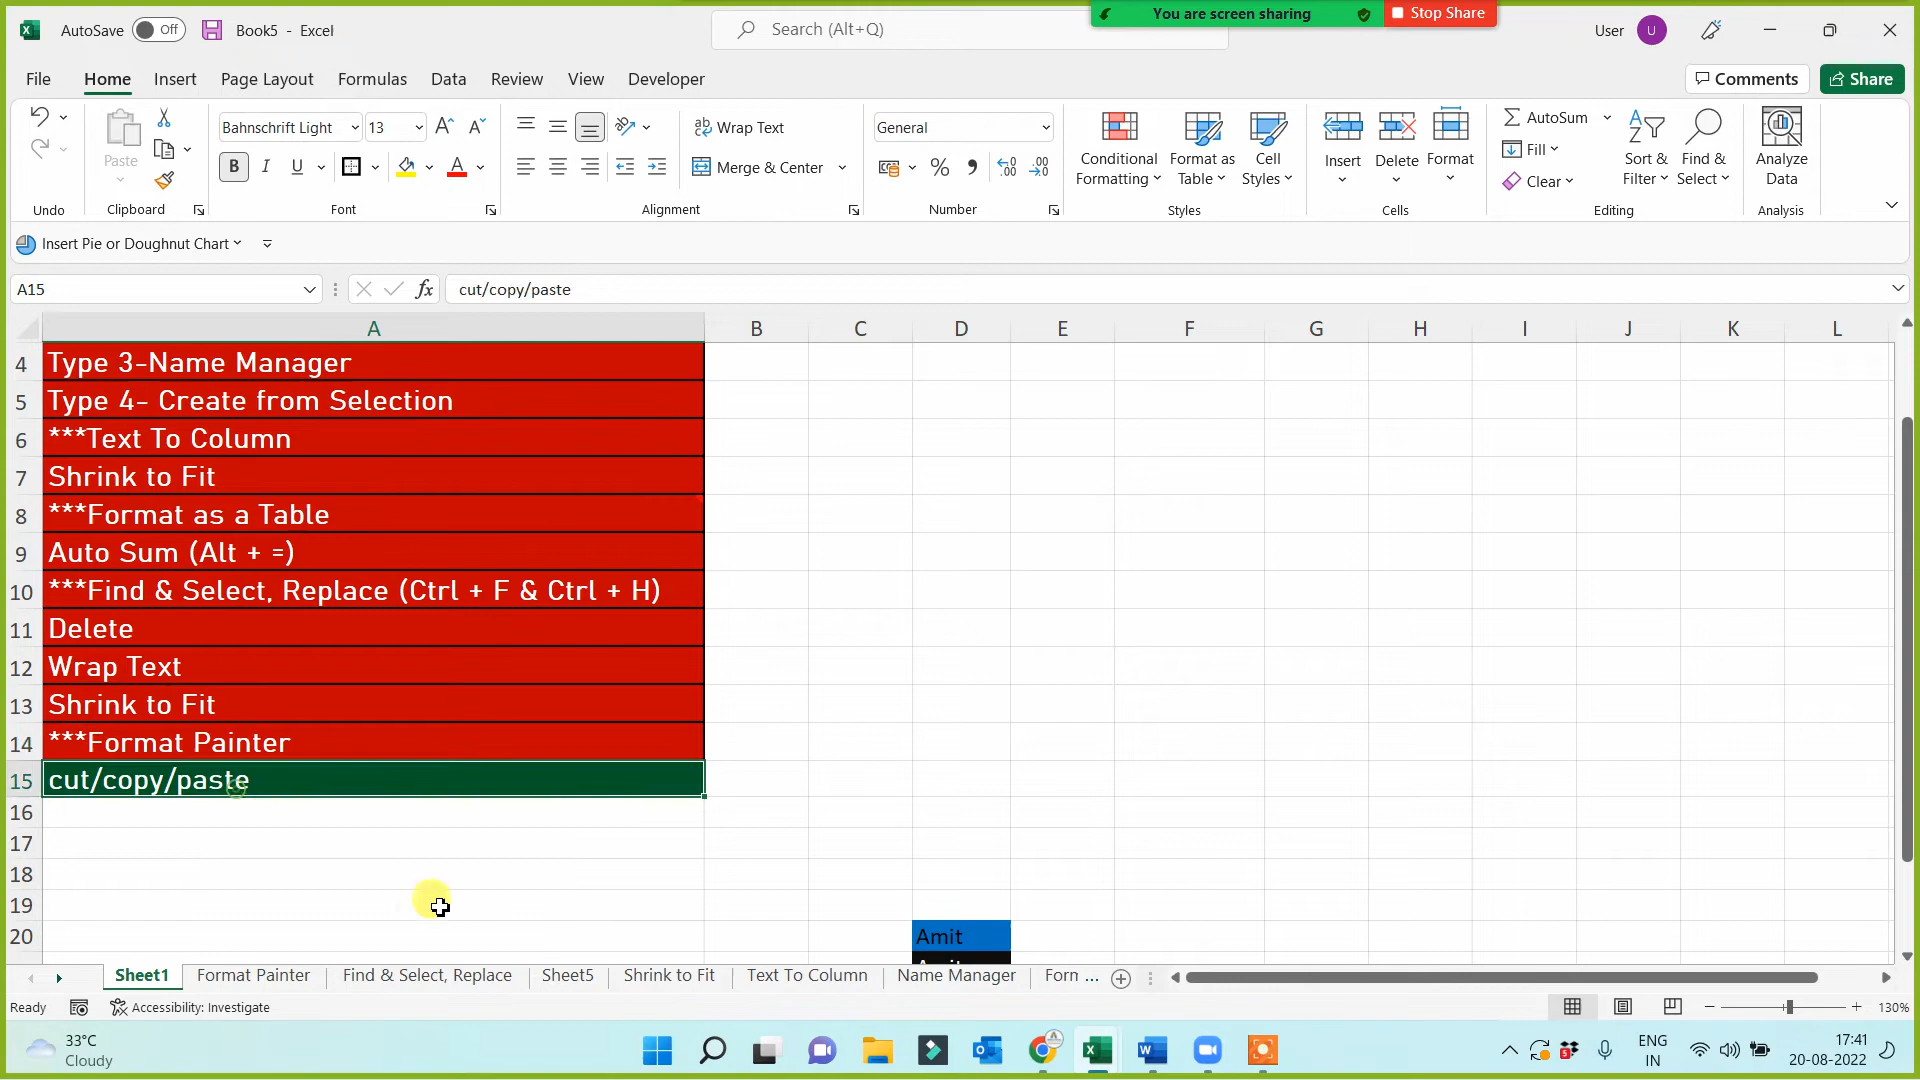 You are screen sharing
Stop Share
AutoSave Off Book5 - Excel
Search (Alt+Q)
User U
File Home Insert Page Layout Formulas Data Review View Developer
Comments Share
Paste
Bahnschrift Light 13
B I U A
Wrap Text
Merge & Center
General
Conditional Formatting
Format as Table
Cell Styles
Insert Delete Format
AutoSum
Fill
Clear
Sort & Filter
Find & Select
Analyze Data
Undo Clipboard Font Alignment Number Styles Cells Editing Analysis
Insert Pie or Doughnut Chart
A15 fx cut/copy/paste
A B C D E F G H I J K L
4 Type 3-Name Manager
5 Type 4- Create from Selection
6 ***Text To Column
7 Shrink to Fit
8 ***Format as a Table
9 Auto Sum (Alt + =)
10 ***Find & Select, Replace (Ctrl + F & Ctrl + H)
11 Delete
12 Wrap Text
13 Shrink to Fit
14 ***Format Painter
15 cut/copy/paste
16
17
18
19
20 Amit
Sheet1 Format Painter Find & Select, Replace Sheet5 Shrink to Fit Text To Column Name Manager Form ...
Ready Accessibility: Investigate 130%
33°C
Cloudy
ENG
IN
17:41
20-08-2022